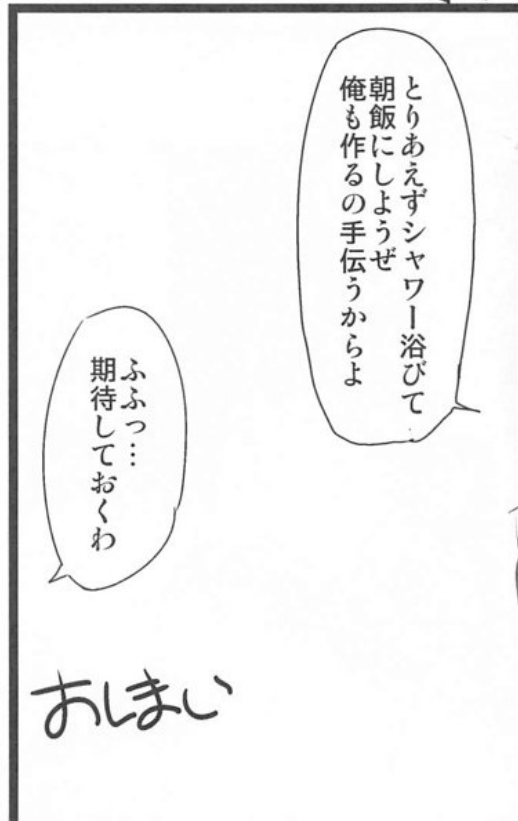 とりあえずシャワー浴びて
朝飯にしようぜ
俺も作るの手伝うからよ
ふふっ…
期待しておくわ
おしまい